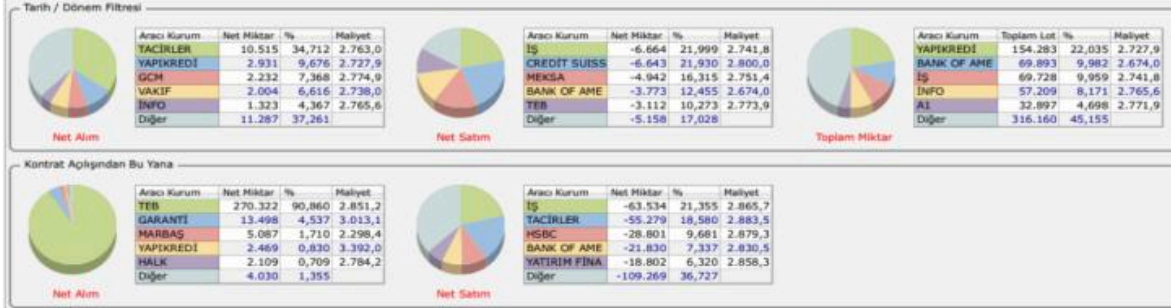 Tarih / Dönem Filtresi
Aracı Kurum Net Miktar % Maliyet
TACİRLER 10.515 34,712 2.763,0
YAPIKREDİ 2.931 9,676 2.727,9
GCM 2.232 7,368 2.774,9
VAKIF 2.004 6,616 2.738,0
İNFO 1.323 4,367 2.765,6
Diğer 11.287 37,261
Net Alım
Aracı Kurum Net Miktar % Maliyet
İŞ -6.664 21,999 2.741,8
CREDİT SUISS -6.643 21,930 2.800,0
MEKSA -4.942 16,315 2.751,4
BANK OF AME -3.773 12,455 2.674,0
TEB -3.112 10,273 2.773,9
Diğer -5.158 17,028
Net Satım
Aracı Kurum Toplam Lot % Maliyet
YAPIKREDİ 154.283 22,035 2.727,9
BANK OF AME 69.893 9,982 2.674,0
İŞ 69.728 9,959 2.741,8
İNFO 57.209 8,171 2.765,6
A1 32.897 4,698 2.771,9
Diğer 316.160 45,155
Toplam Miktar
Kontrat Açılışından Bu Yana
Aracı Kurum Net Miktar % Maliyet
TEB 270.322 90,860 2.851,2
GARANTİ 13.498 4,537 3.013,1
MARBAŞ 5.087 1,710 2.298,4
YAPIKREDİ 2.469 0,830 3.392,0
HALK 2.109 0,709 2.784,2
Diğer 4.030 1,355
Net Alım
Aracı Kurum Net Miktar % Maliyet
İŞ -63.534 21,355 2.865,7
TACİRLER -55.279 18,580 2.883,5
HSBC -28.801 9,681 2.879,3
BANK OF AME -21.830 7,337 2.830,5
YATIRIM FİNA -18.802 6,320 2.858,3
Diğer -109.269 36,727
Net Satım